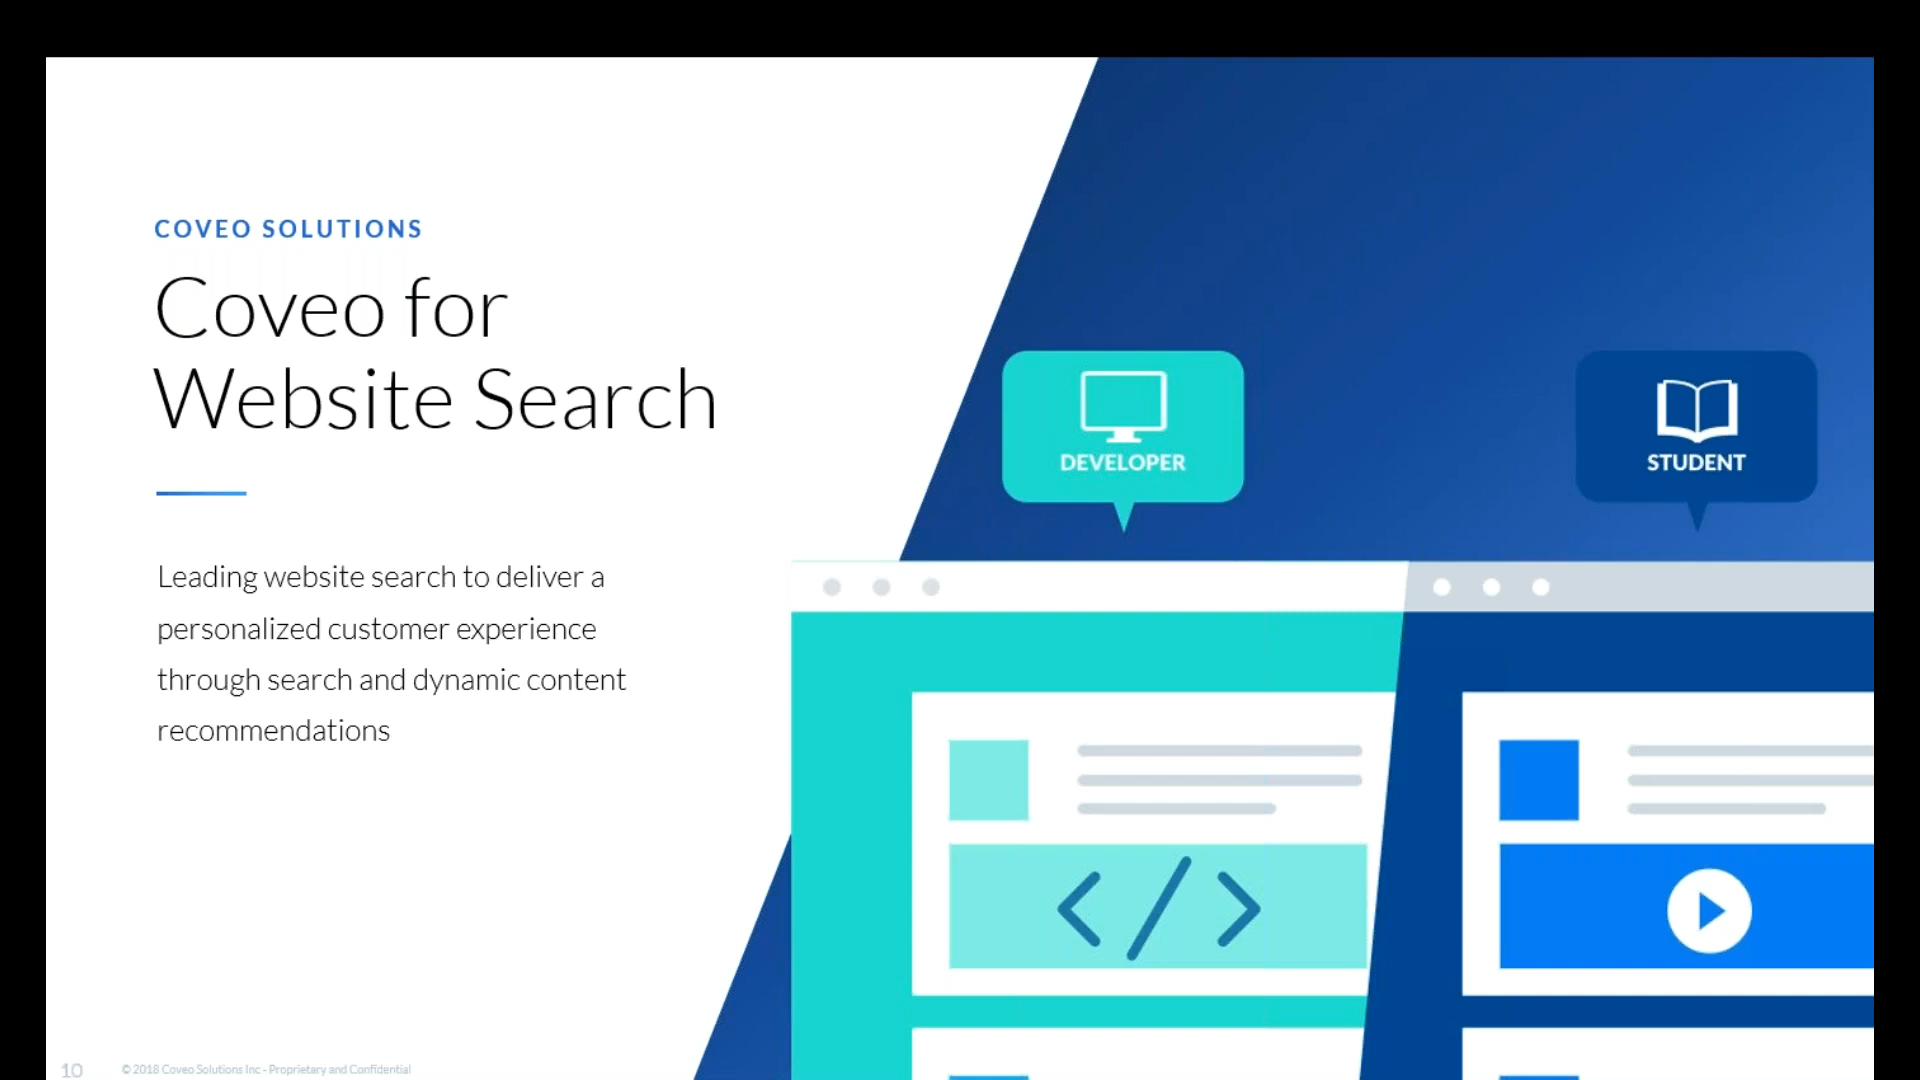 COVEO SOLUTIONS
Coveo for
Website Search
Leading website search to deliver a
personalized customer experience
through search and dynamic content
recommendations
DEVELOPER
STUDENT
10
© 2018 Coveo Solutions Inc - Proprietary and Confidential